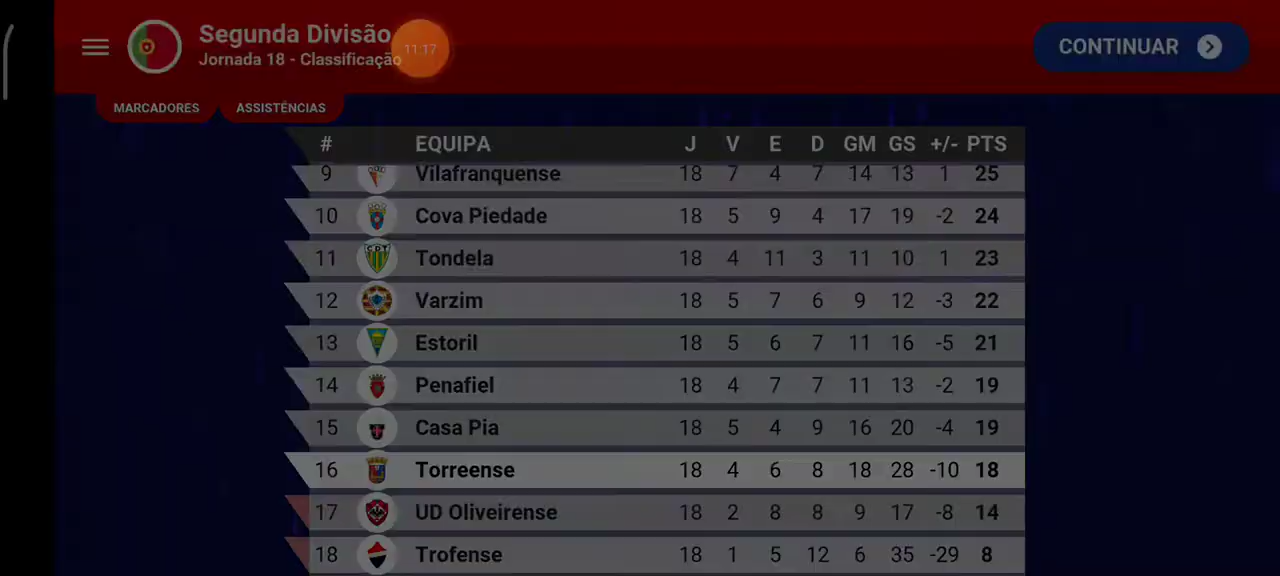 Segunda Divisão
Jornada 18 - Classificação
11:17
CONTINUAR
MARCADORES ASSISTÊNCIAS
# EQUIPA J V E D GM GS +/- PTS
9 Vilafranquense 18 7 4 7 14 13 1 25
10 Cova Piedade 18 5 9 4 17 19 -2 24
11 Tondela 18 4 11 3 11 10 1 23
12 Varzim 18 5 7 6 9 12 -3 22
13 Estoril 18 5 6 7 11 16 -5 21
14 Penafiel 18 4 7 7 11 13 -2 19
15 Casa Pia 18 5 4 9 16 20 -4 19
16 Torreense 18 4 6 8 18 28 -10 18
17 UD Oliveirense 18 2 8 8 9 17 -8 14
18 Trofense 18 1 5 12 6 35 -29 8